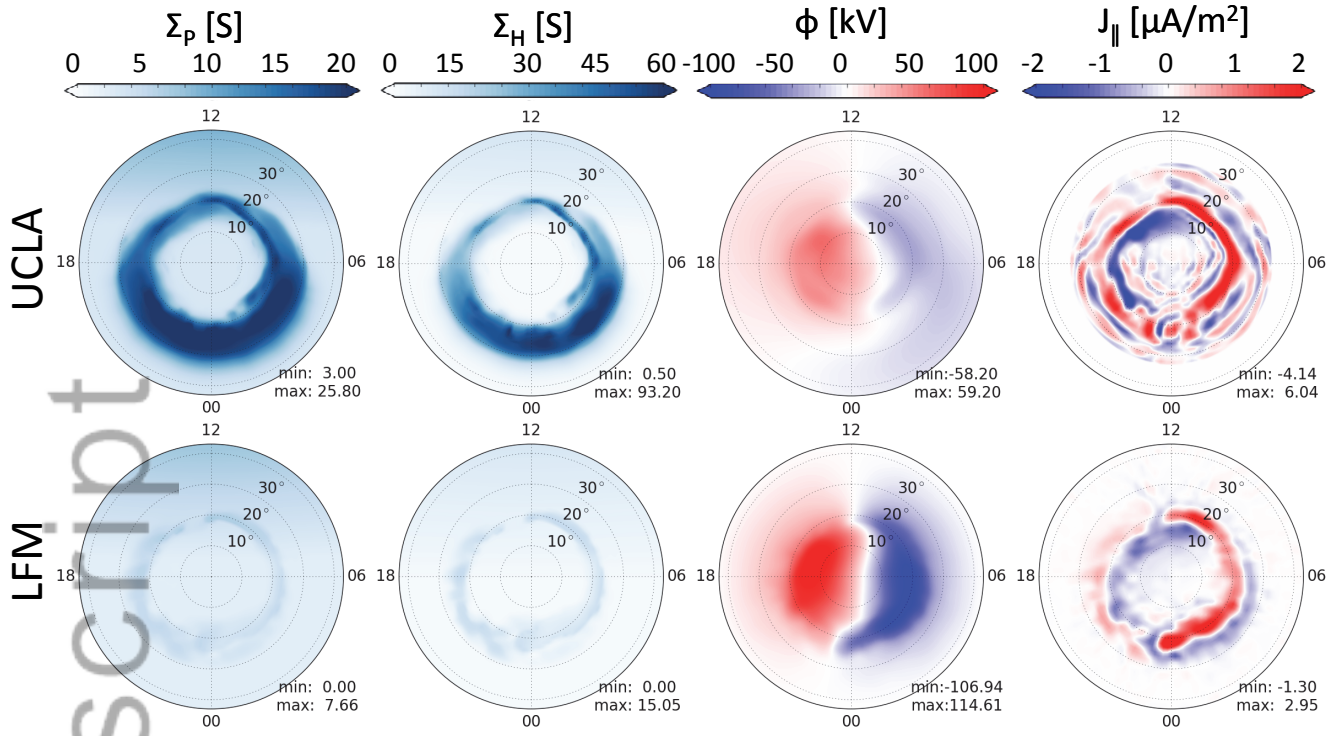 Σ_P [S] Σ_H [S] ϕ [kV] J_∥ [μA/m²]
0 5 10 15 20 0 15 30 45 60 -100 -50 0 50 100 -2 -1 0 1 2
12 12 12 12
30° 30° 30° 30°
20° 20° 20° 20°
10° 10° 10° 10°
UCLA
18 06 18 06 18 06 18 06
min: 3.00 min: 0.50 min:-58.20 min: -4.14
max: 25.80 max: 93.20 max: 59.20 max: 6.04
00 00 00 00
12 12 12 12
30° 30° 30° 30°
20° 20° 20° 20°
10° 10° 10° 10°
LFM
18 06 18 06 18 06 18 06
min: 0.00 min: 0.00 min:-106.94 min: -1.30
max: 7.66 max: 15.05 max:114.61 max: 2.95
00 00 00 00
script